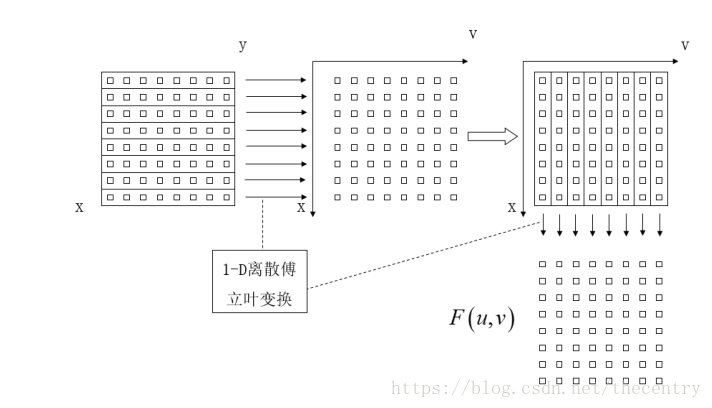 y
v
v
x
x
x
1-D离散傅
立叶变换
F(u,v)
https://blog.csdn.net/thecentry